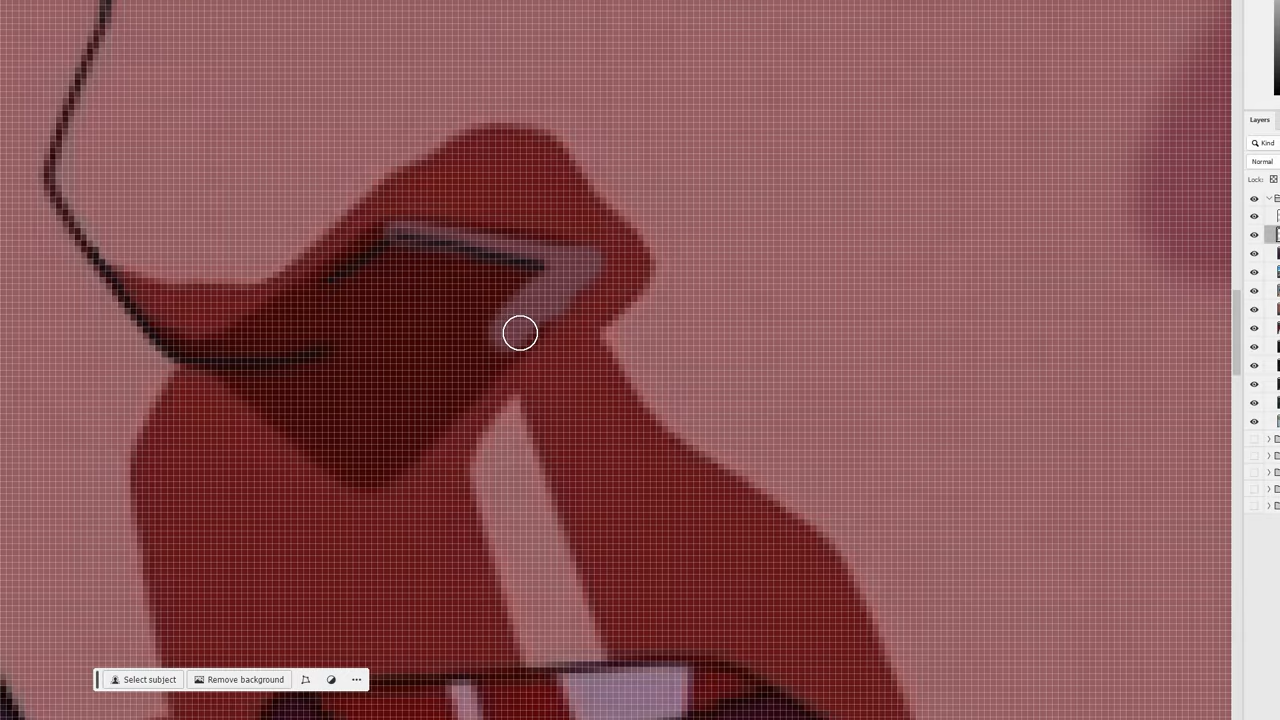 Layers
Kind
Normal
Lock:
Select subject
Remove background